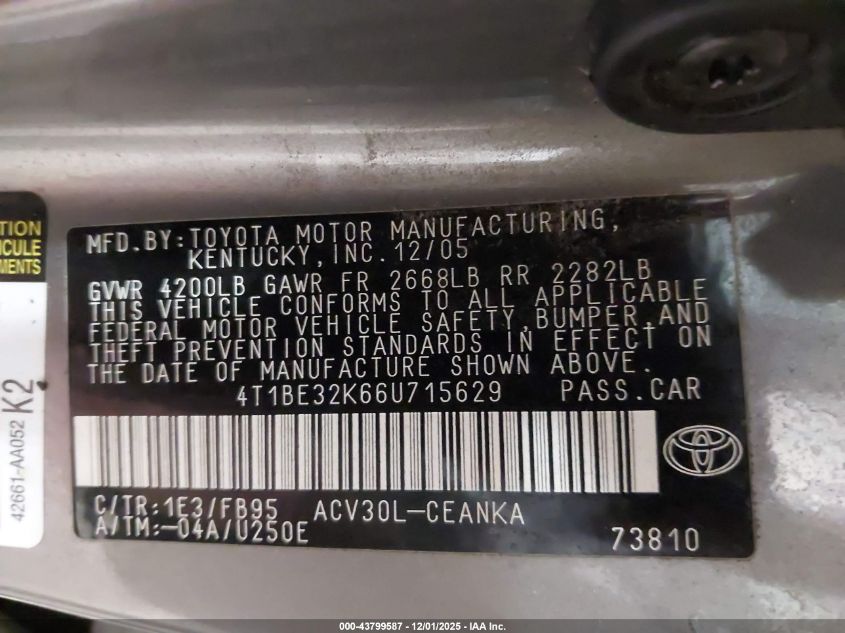 TION
HICULE
MENTS
42661-AA052 K2
MFD.BY:TOYOTA MOTOR MANUFACTURING,
KENTUCKY,INC.12/05
GVWR 4200LB GAWR FR 2668LB RR 2282LB
THIS VEHICLE CONFORMS TO ALL APPLICABLE
FEDERAL MOTOR VEHICLE SAFETY,BUMPER,AND
THEFT PREVENTION STANDARDS IN EFFECT ON
THE DATE OF MANUFACTURE SHOWN ABOVE.
4T1BE32K66U715629 PASS.CAR
C/TR:1E3/FB95 ACV30L-CEANKA
A/TM:-04A/U250E 73810
000-43799587 • 12/01/2025 - IAA Inc.